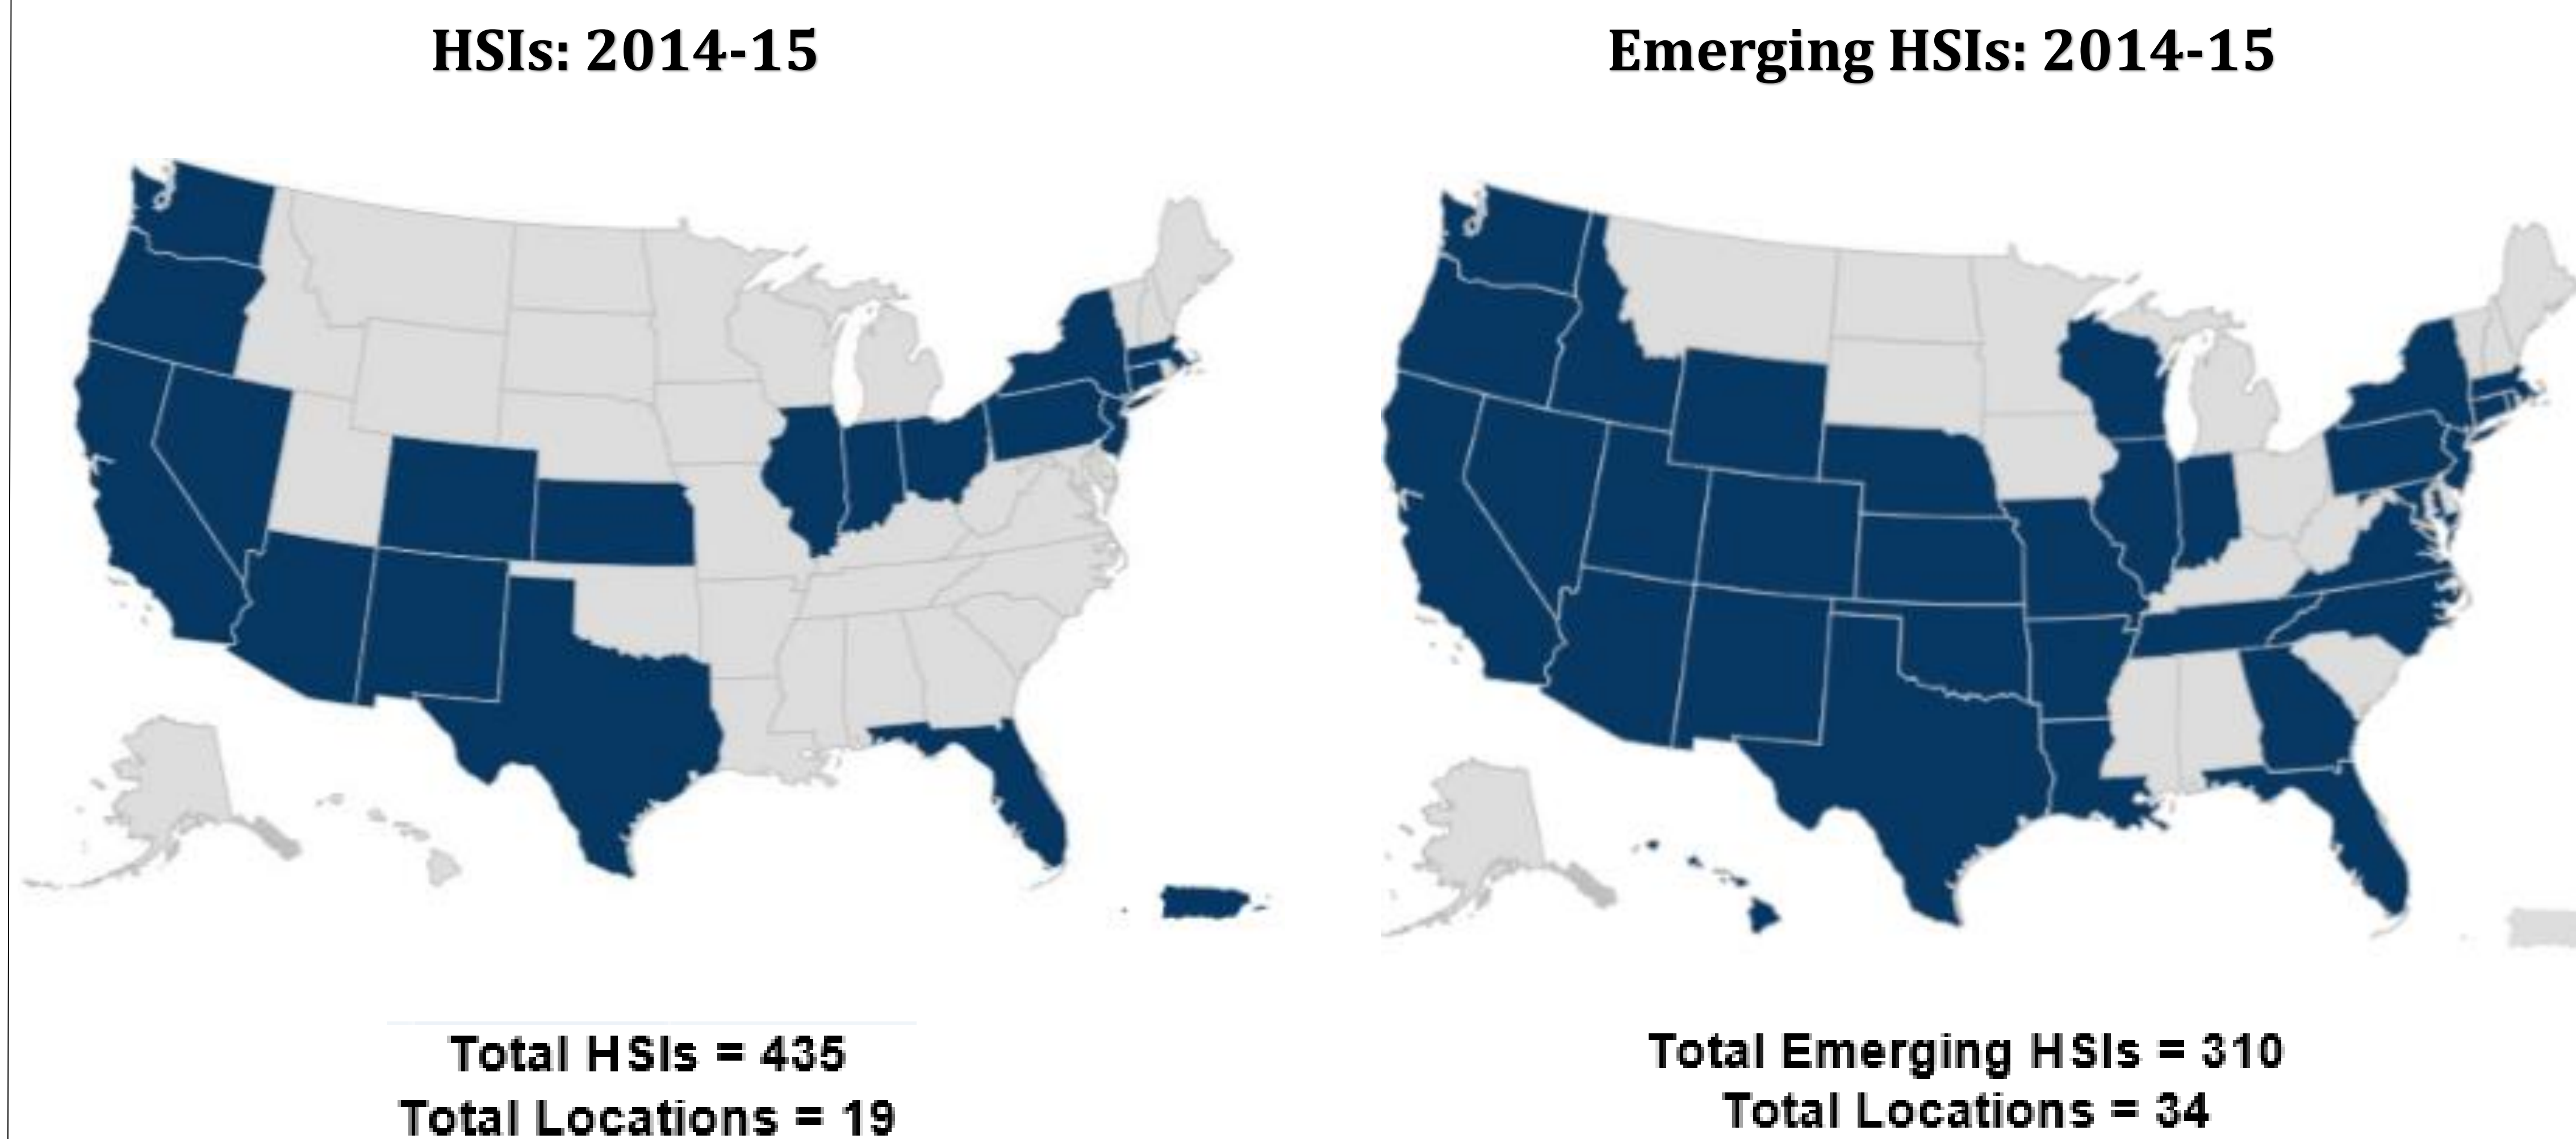 HSIs: 2014-15
Emerging HSIs: 2014-15
Total HSIs = 435
Total Locations = 19
Total Emerging HSIs = 310
Total Locations = 34